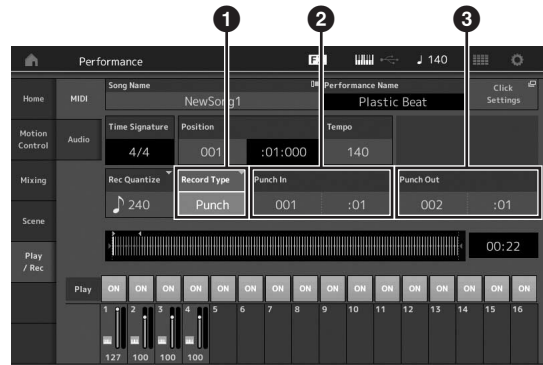 1 2 3
Performance ♩ 140
Home MIDI Song Name NewSong1 Performance Name Plastic Beat Click Settings
Motion Control Audio Time Signature 4/4 Position 001 :01:000 Tempo 140
Mixing Rec Quantize 240 Record Type Punch Punch In 001 :01 Punch Out 002 :01
Scene
Play / Rec 00:22
Play ON ON ON ON ON ON ON ON ON ON ON ON ON ON ON ON
1 2 3 4 5 6 7 8 9 10 11 12 13 14 15 16
127 100 100 100